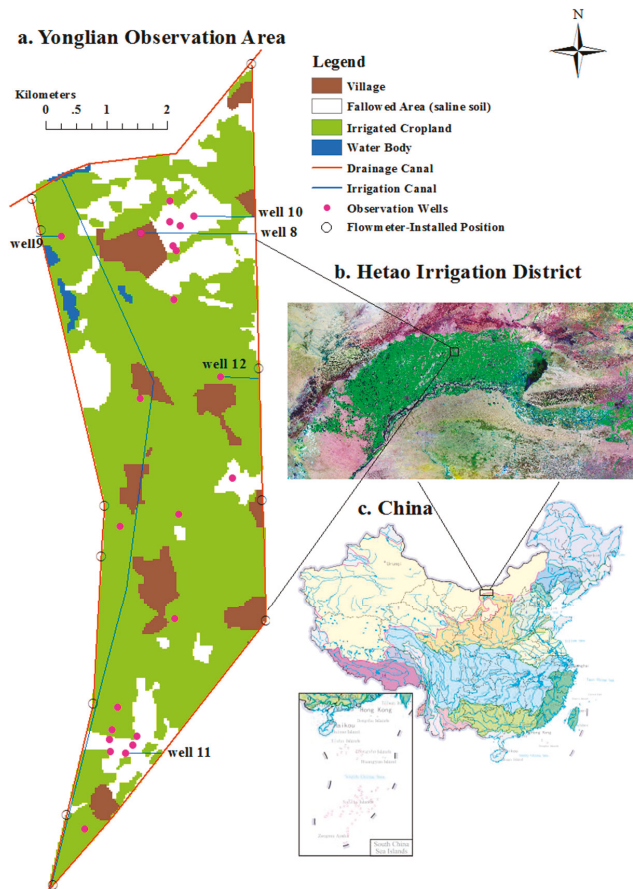 N
a. Yonglian Observation Area
Kilometers
0 .5 1 2
Legend
Village
Fallowed Area (saline soil)
Irrigated Cropland
Water Body
Drainage Canal
Irrigation Canal
Observation Wells
Flowmeter-Installed Position
well 10
well 8
well9
b. Hetao Irrigation District
well 12
c. China
well 11
Hong Kong
South China
Sea Islands